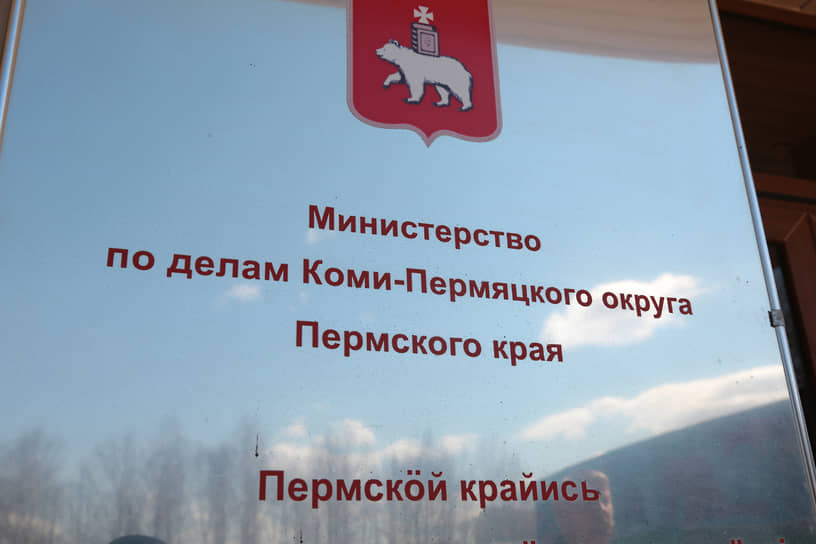 Министерство
по делам Коми-Пермяцкого округа
Пермского края
Пермскӧй крайись